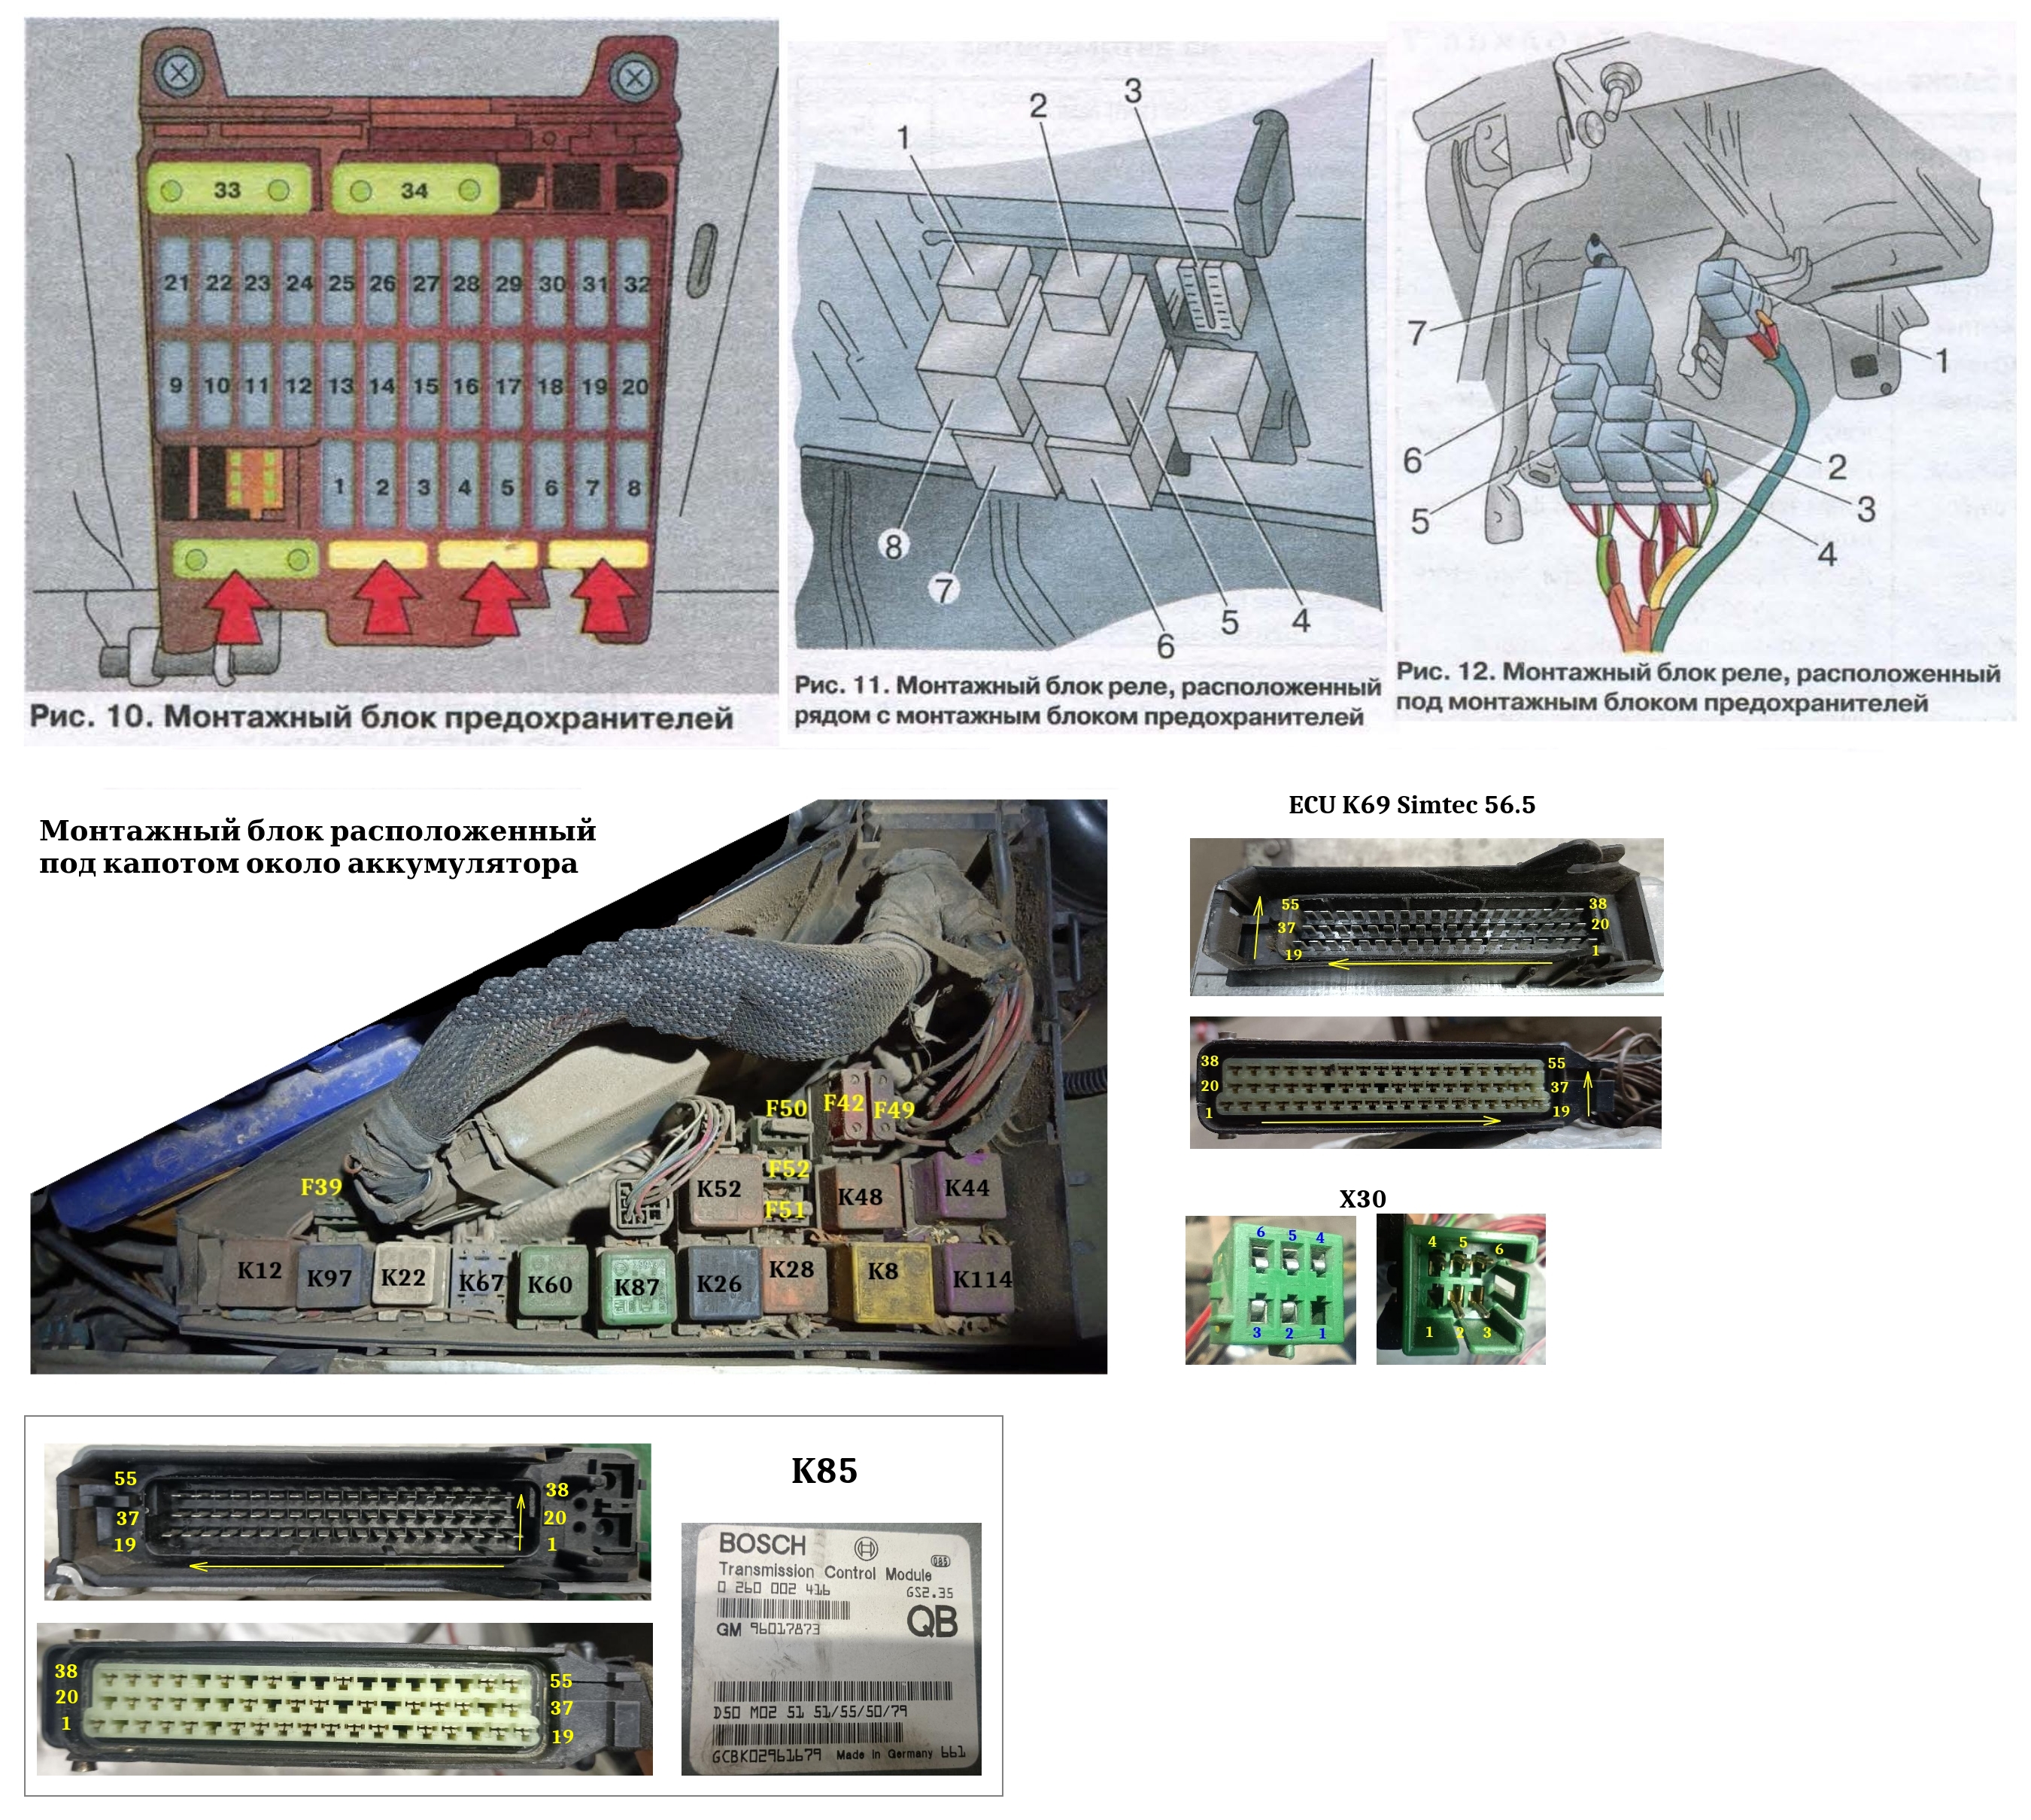 33 34
21 22 23 24 25 26 27 28 29 30 31 32
9 10 11 12 13 14 15 16 17 18 19 20
1 2 3 4 5 6 7 8
Рис. 10. Монтажный блок предохранителей
1
2
3
8
7
6
5
4
Рис. 11. Монтажный блок реле, расположенный
рядом с монтажным блоком предохранителей
7
6
5
1
2
3
4
Рис. 12. Монтажный блок реле, расположенный
под монтажным блоком предохранителей
Монтажный блок расположенный
под капотом около аккумулятора
F50 F42 F49
F52
F39
F51
K52 K48 K44
K12 K97 K22 K67 K60 K87 K26 K28 K8 K114
ECU K69 Simtec 56.5
55 38
37 20
19 1
38 55
20 37
1 19
X30
6 5 4
3 2 1
4 5 6
1 2 3
55 38
37 20
19 1
38 55
20 37
1 19
K85
BOSCH
Transmission Control Module
0 260 002 416 GS2.35
GM 96017873 QB
D50 M02 51 51/55/50/79
GCBK02961679 Made in Germany 661